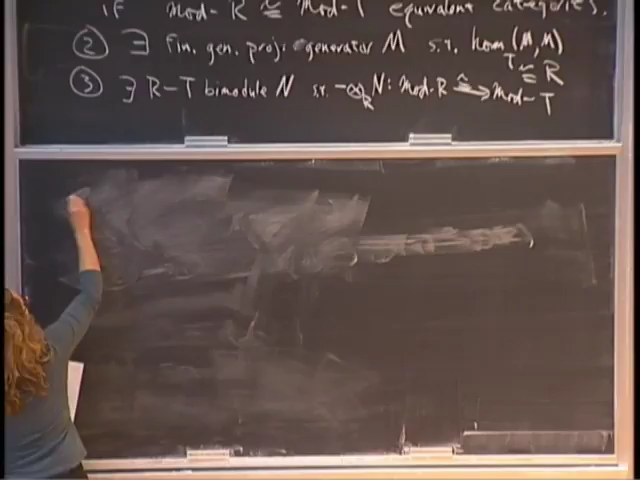 if mod-R ≅ mod-T equivalent categories.
② ∃ fin. gen. proj. generator M s.t. hom_T(M,M) ≅ R
③ ∃ R-T bimodule N s.t. -⊗_R N: mod-R ≅→ mod-T